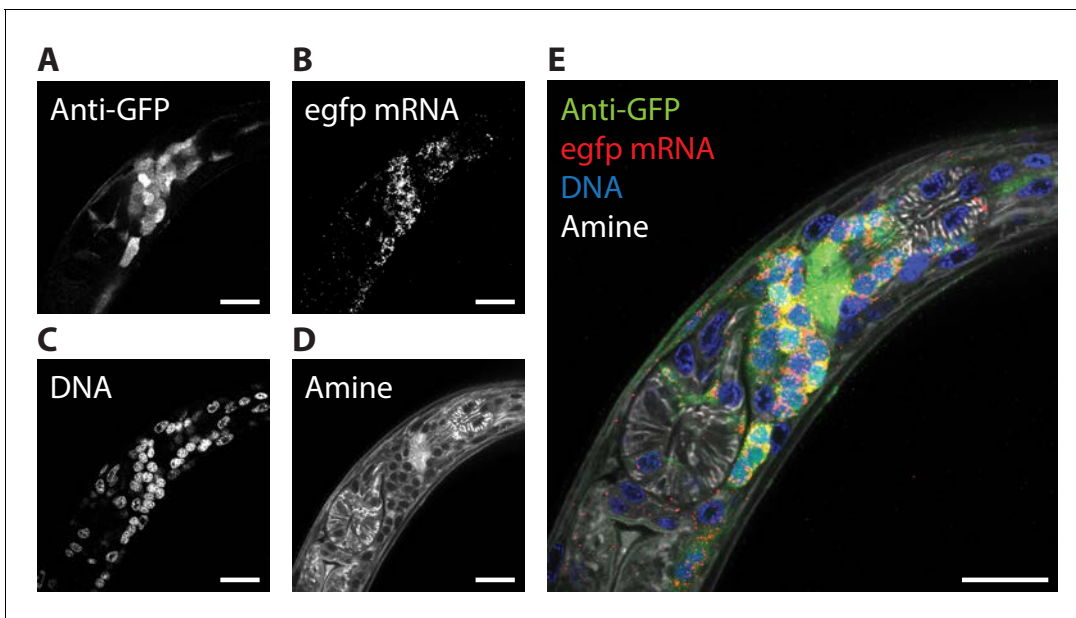 A
Anti-GFP
B
egfp mRNA
C
DNA
D
Amine
E
Anti-GFP
egfp mRNA
DNA
Amine